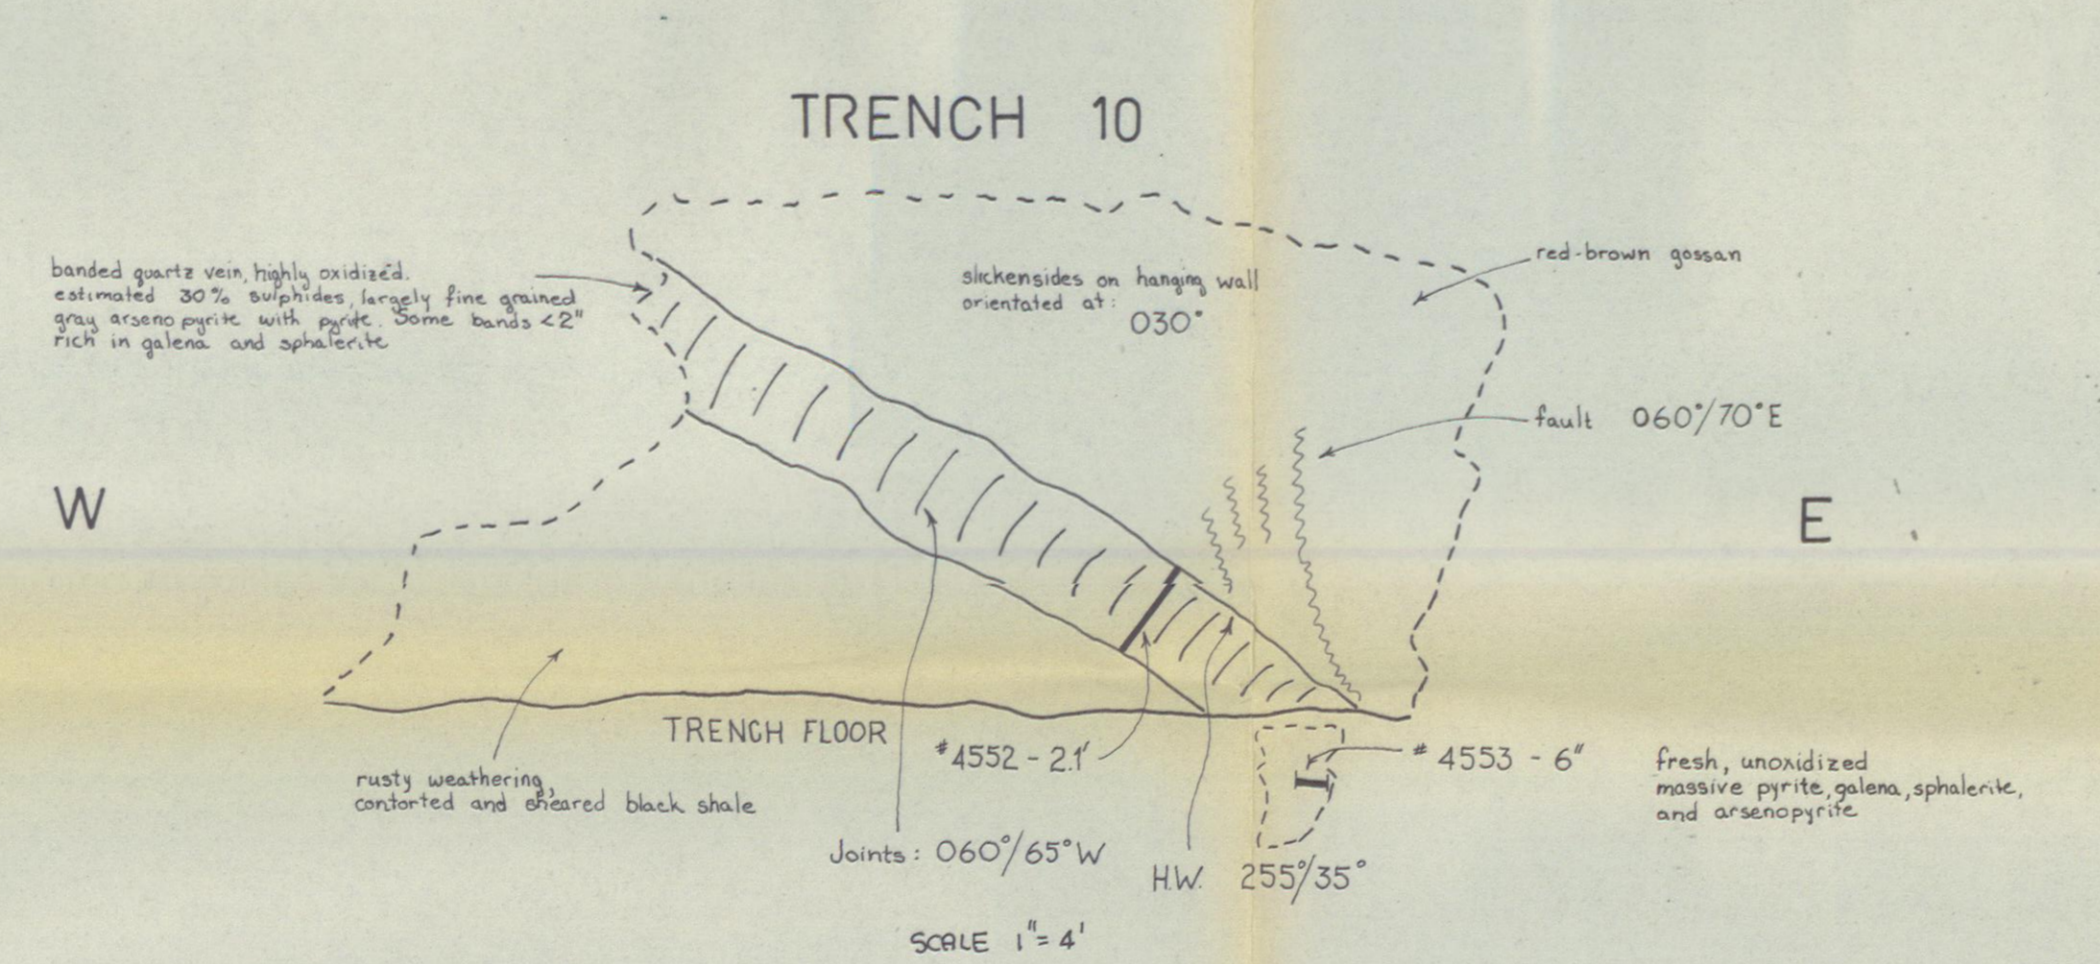 TRENCH 10
banded quartz vein, highly oxidized.
estimated 30% sulphides, largely fine grained
gray arseno pyrite with pyrite. Some bands <2"
rich in galena and sphalerite
slickensides on hanging wall
orientated at:
030°
red-brown gossan
fault 060°/70°E
W
E
TRENCH FLOOR
#4552 - 2.1'
# 4553 - 6"
fresh, unoxidized
massive pyrite, galena, sphalerite,
and arsenopyrite
rusty weathering,
contorted and sheared black shale
Joints: 060°/65°W
H.W. 255°/35°
SCALE 1"= 4'